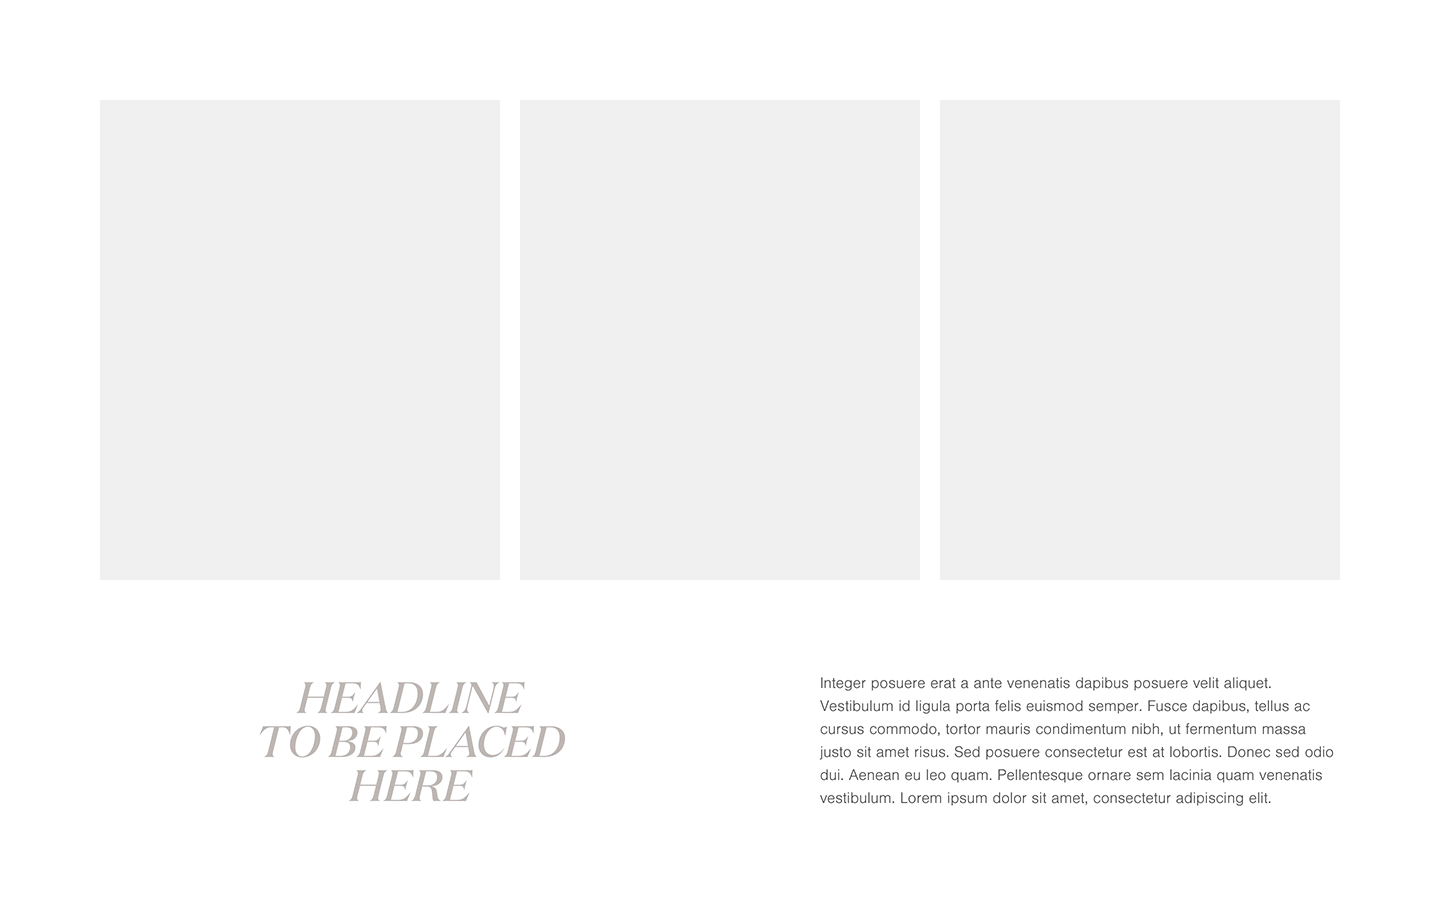 HEADLINE
TO BE PLACED
HERE
Integer posuere erat a ante venenatis dapibus posuere velit aliquet.
Vestibulum id ligula porta felis euismod semper. Fusce dapibus, tellus ac
cursus commodo, tortor mauris condimentum nibh, ut fermentum massa
justo sit amet risus. Sed posuere consectetur est at lobortis. Donec sed odio
dui. Aenean eu leo quam. Pellentesque ornare sem lacinia quam venenatis
vestibulum. Lorem ipsum dolor sit amet, consectetur adipiscing elit.